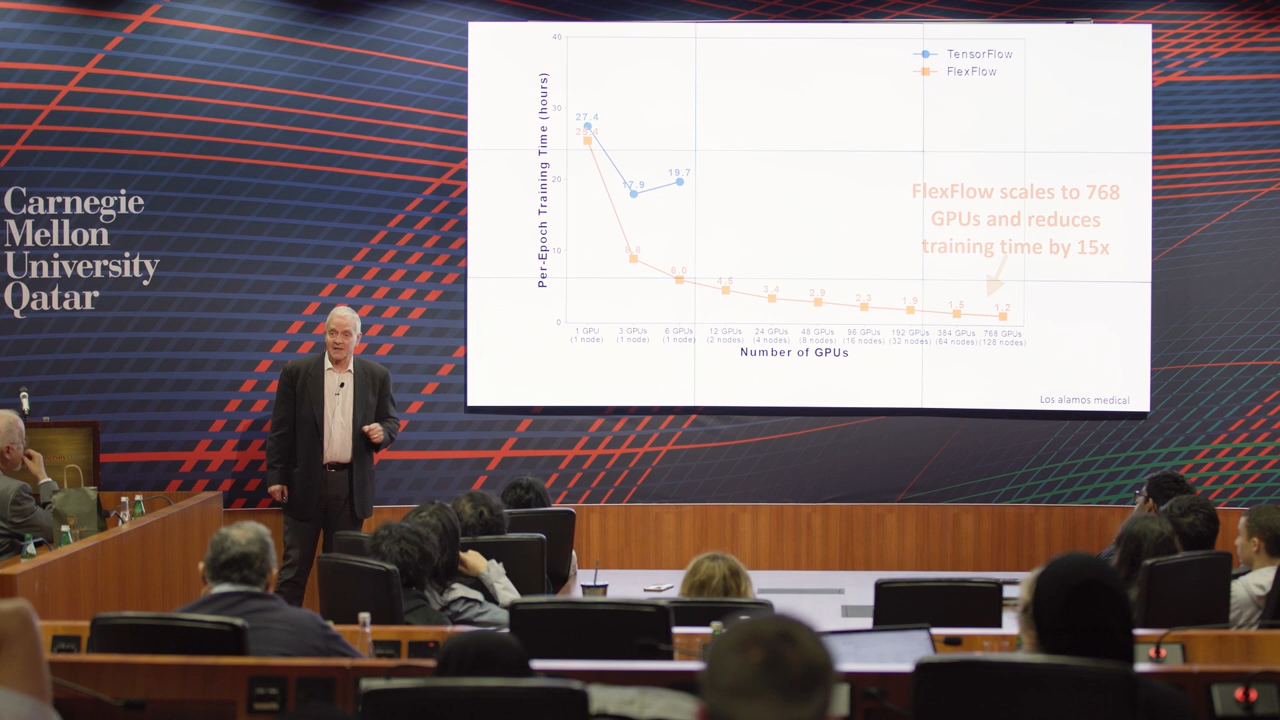 Carnegie
Mellon
University
Qatar
Per-Epoch Training Time (hours)
40
30
20
10
0
TensorFlow
FlexFlow
27.4
17.9
19.7
6.0
4.5
3.4
2.9
2.3
1.9
1.5
1.2
FlexFlow scales to 768
GPUs and reduces
training time by 15x
1 GPU 3 GPUs 6 GPUs 12 GPUs 24 GPUs 48 GPUs 96 GPUs 192 GPUs 384 GPUs 768 GPUs
(1 node) (1 node) (1 node) (2 nodes) (4 nodes) (8 nodes) (16 nodes) (32 nodes) (64 nodes) (128 nodes)
Number of GPUs
Los alamos medical